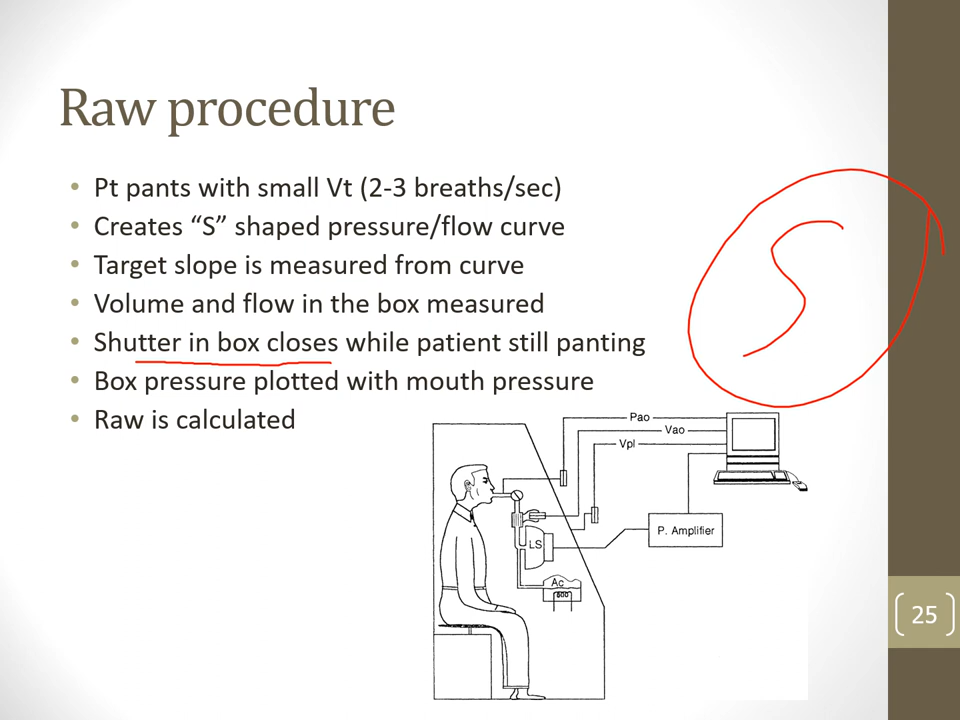 Raw procedure
• Pt pants with small Vt (2-3 breaths/sec)
• Creates “S” shaped pressure/flow curve
• Target slope is measured from curve
• Volume and flow in the box measured
• Shutter in box closes while patient still panting
• Box pressure plotted with mouth pressure
• Raw is calculated
S
Pao
Vao
Vpl
P. Amplifier
LS
Ac
25